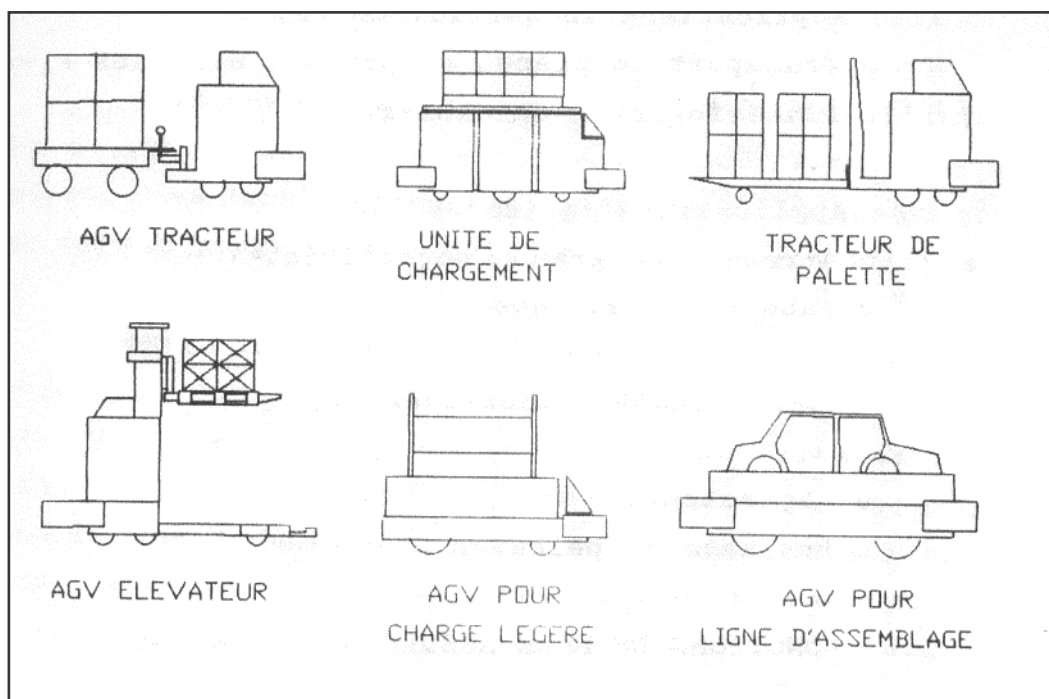 AGV TRACTEUR
UNITE DE
CHARGEMENT
TRACTEUR DE
PALETTE
AGV ELEVATEUR
AGV POUR
CHARGE LEGERE
AGV POUR
LIGNE D'ASSEMBLAGE